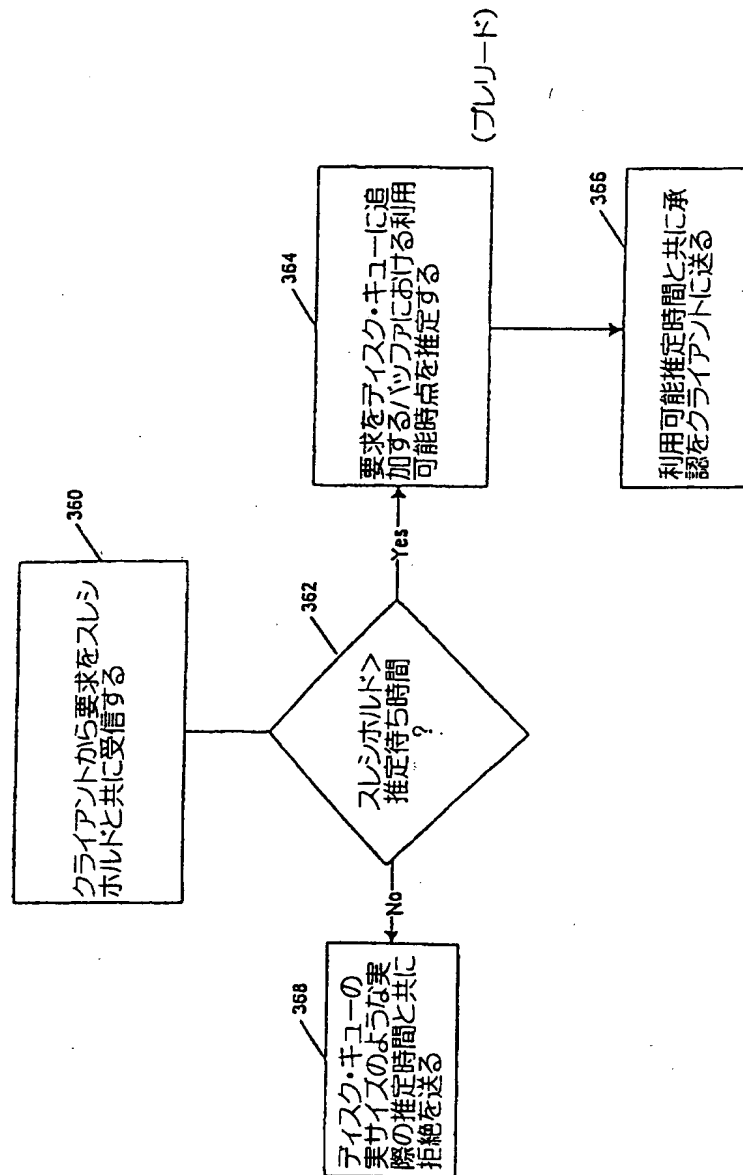 360
クライアントから要求をスレシ
ホルドと共に受信する
362
スレシホルド>
推定待ち時間
?
Yes
364
要求をディスク・キューに追
加するバッファにおける利用
可能時点を推定する
(プレリード)
366
利用可能推定時間と共に承
認をクライアントに送る
No
368
ディスク・キューの
実サイズのような実
際の推定時間と共に
拒絶を送る